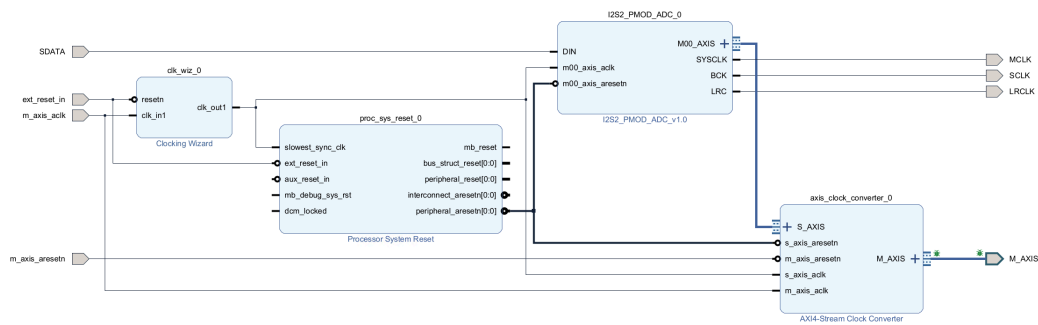 I2S2_PMOD_ADC_0
SDATA
DIN
M00_AXIS
m00_axis_aclk
SYSCLK
MCLK
m00_axis_aresetn
BCK
SCLK
LRC
LRCLK
I2S2_PMOD_ADC_v1.0
clk_wiz_0
ext_reset_in
resetn
clk_out1
m_axis_aclk
clk_in1
Clocking Wizard
proc_sys_reset_0
slowest_sync_clk
mb_reset
ext_reset_in
bus_struct_reset[0:0]
aux_reset_in
peripheral_reset[0:0]
mb_debug_sys_rst
interconnect_aresetn[0:0]
dcm_locked
peripheral_aresetn[0:0]
Processor System Reset
axis_clock_converter_0
S_AXIS
s_axis_aresetn
m_axis_aresetn
m_axis_aresetn
M_AXIS
M_AXIS
s_axis_aclk
m_axis_aclk
AXI4-Stream Clock Converter